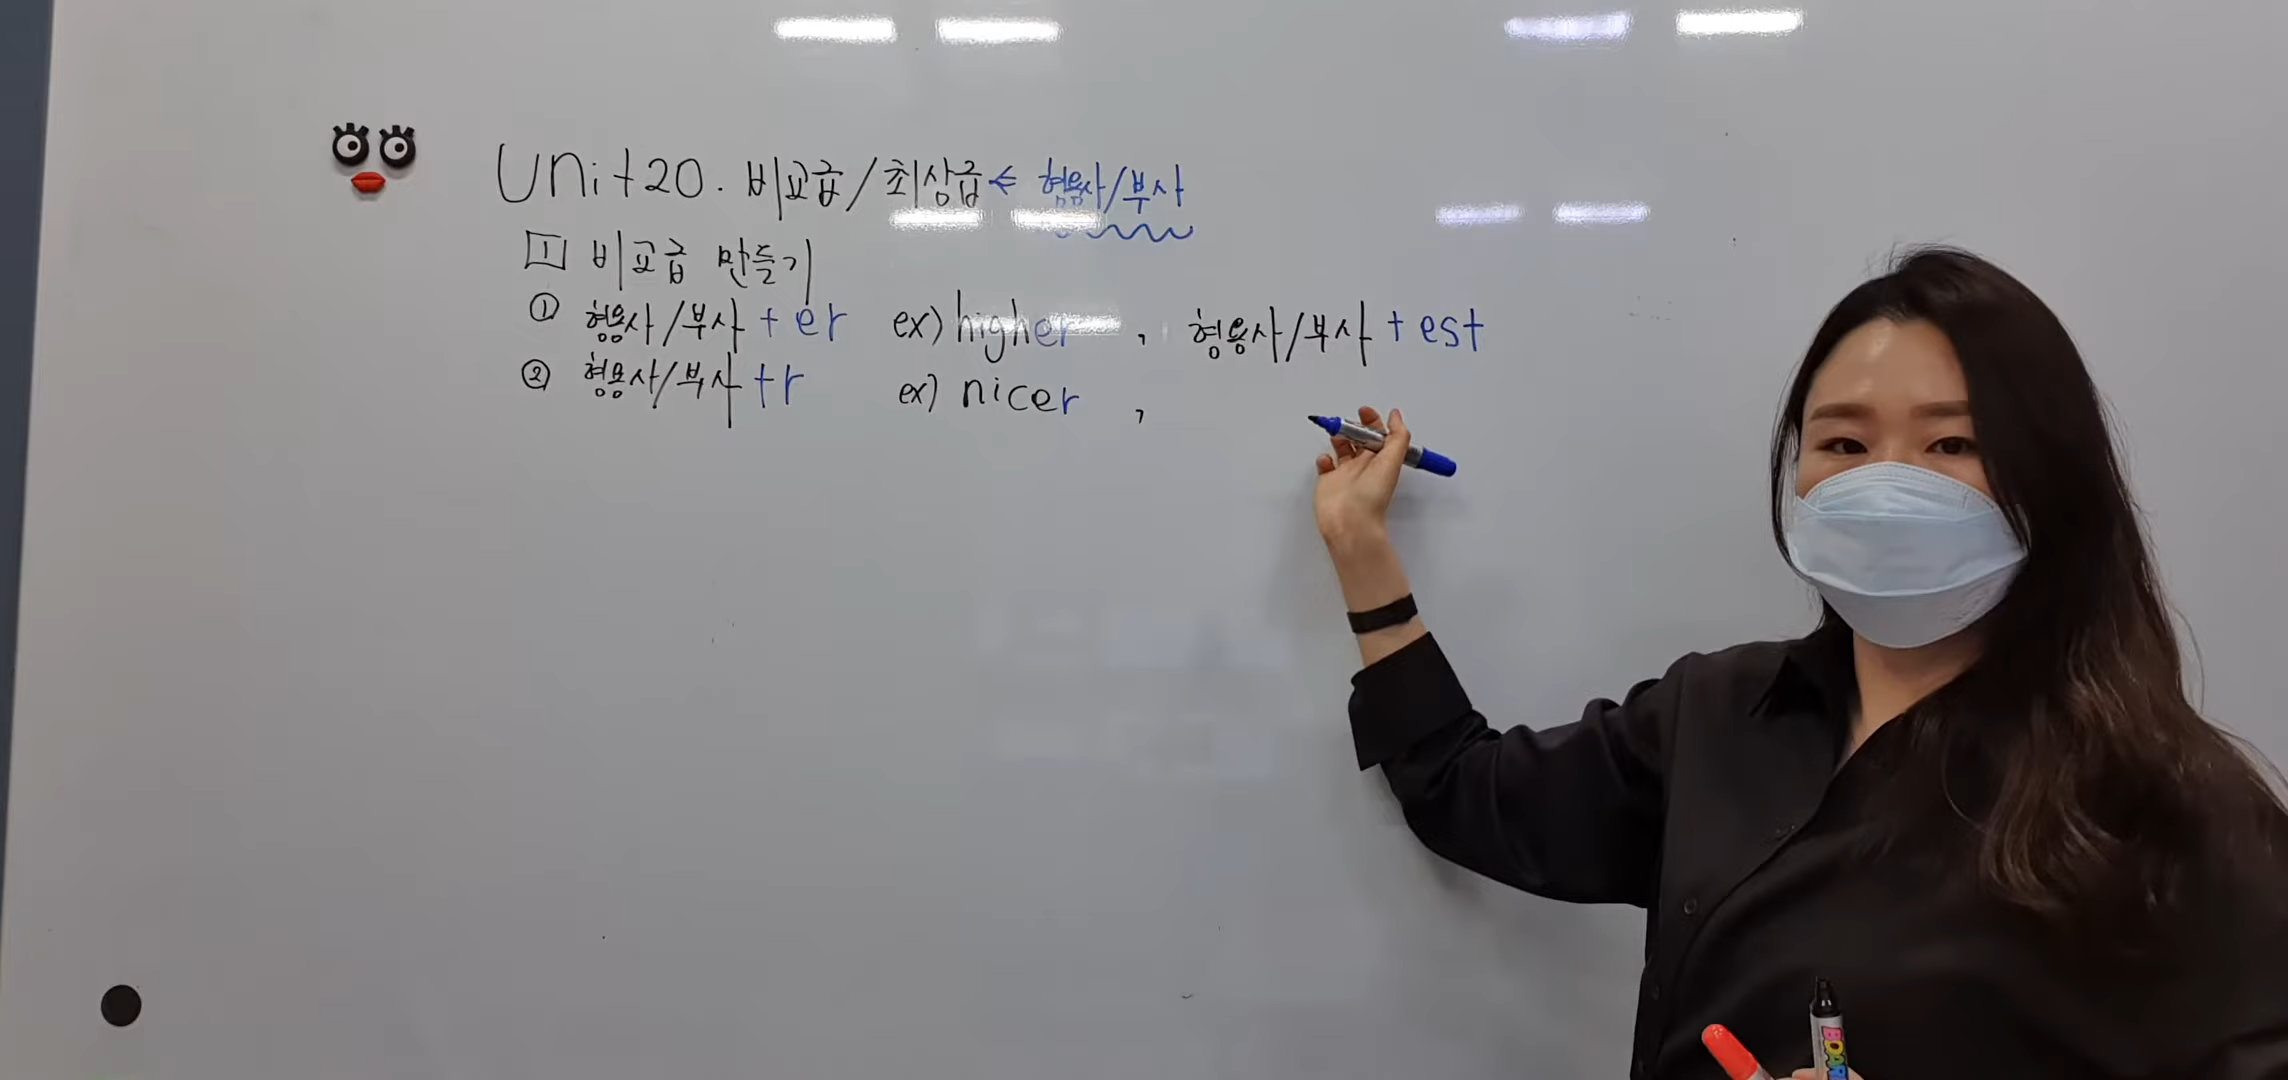 Unit20. 비교급/최상급 ← 형용사/부사
1 비교급 만들기
① 형용사/부사 + er ex) higher , 형용사/부사 + est
② 형용사/부사 +r ex) nicer ,
BOAR